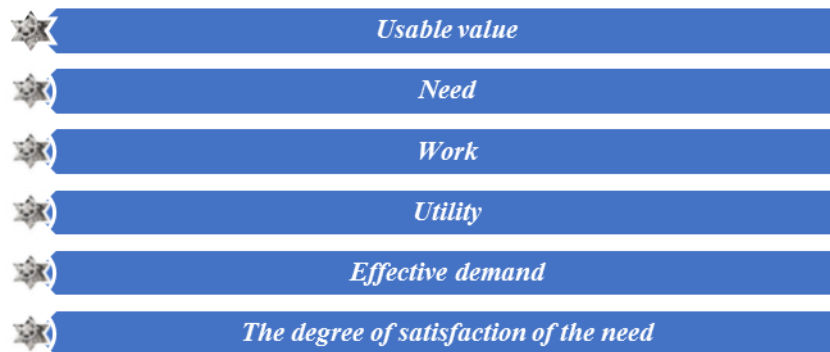 Usable value
Need
Work
Utility
Effective demand
The degree of satisfaction of the need